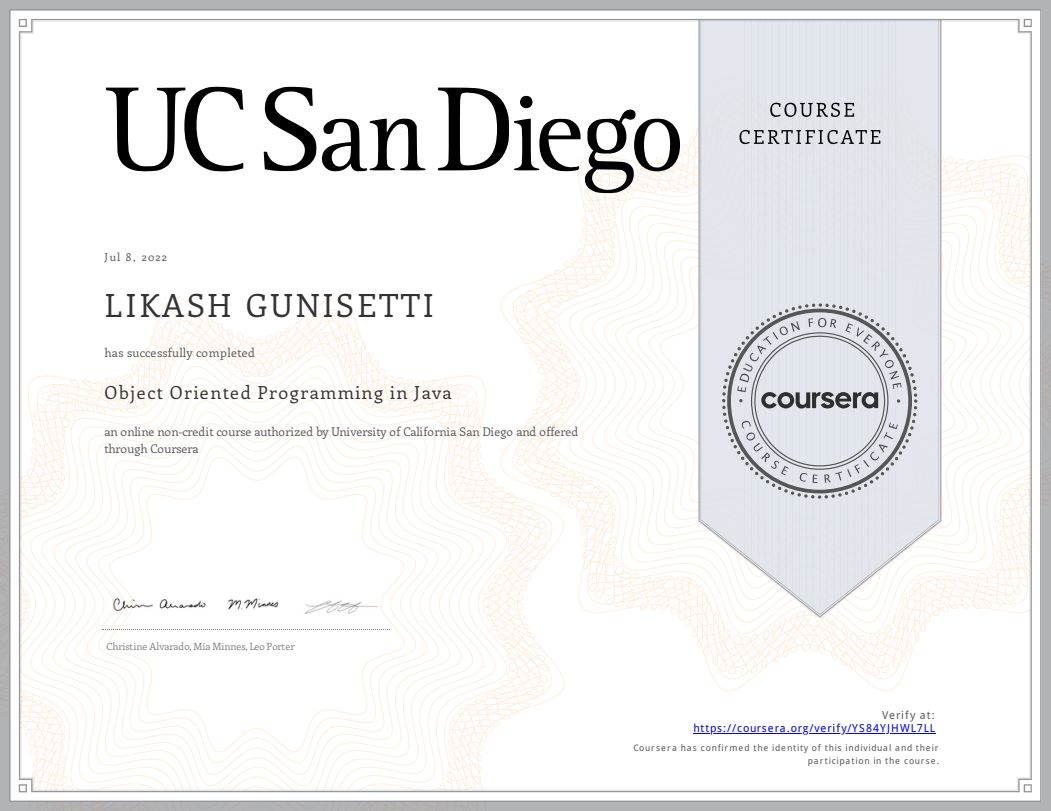 UC San Diego
COURSE
CERTIFICATE
Jul 8, 2022
LIKASH GUNISETTI
has successfully completed
Object Oriented Programming in Java
an online non-credit course authorized by University of California San Diego and offered
through Coursera
EDUCATION FOR EVERYONE
coursera
COURSE CERTIFICATE
Christine Alvarado, Mia Minnes, Leo Porter
Verify at:
https://coursera.org/verify/YS84YJHWL7LL
Coursera has confirmed the identity of this individual and their
participation in the course.